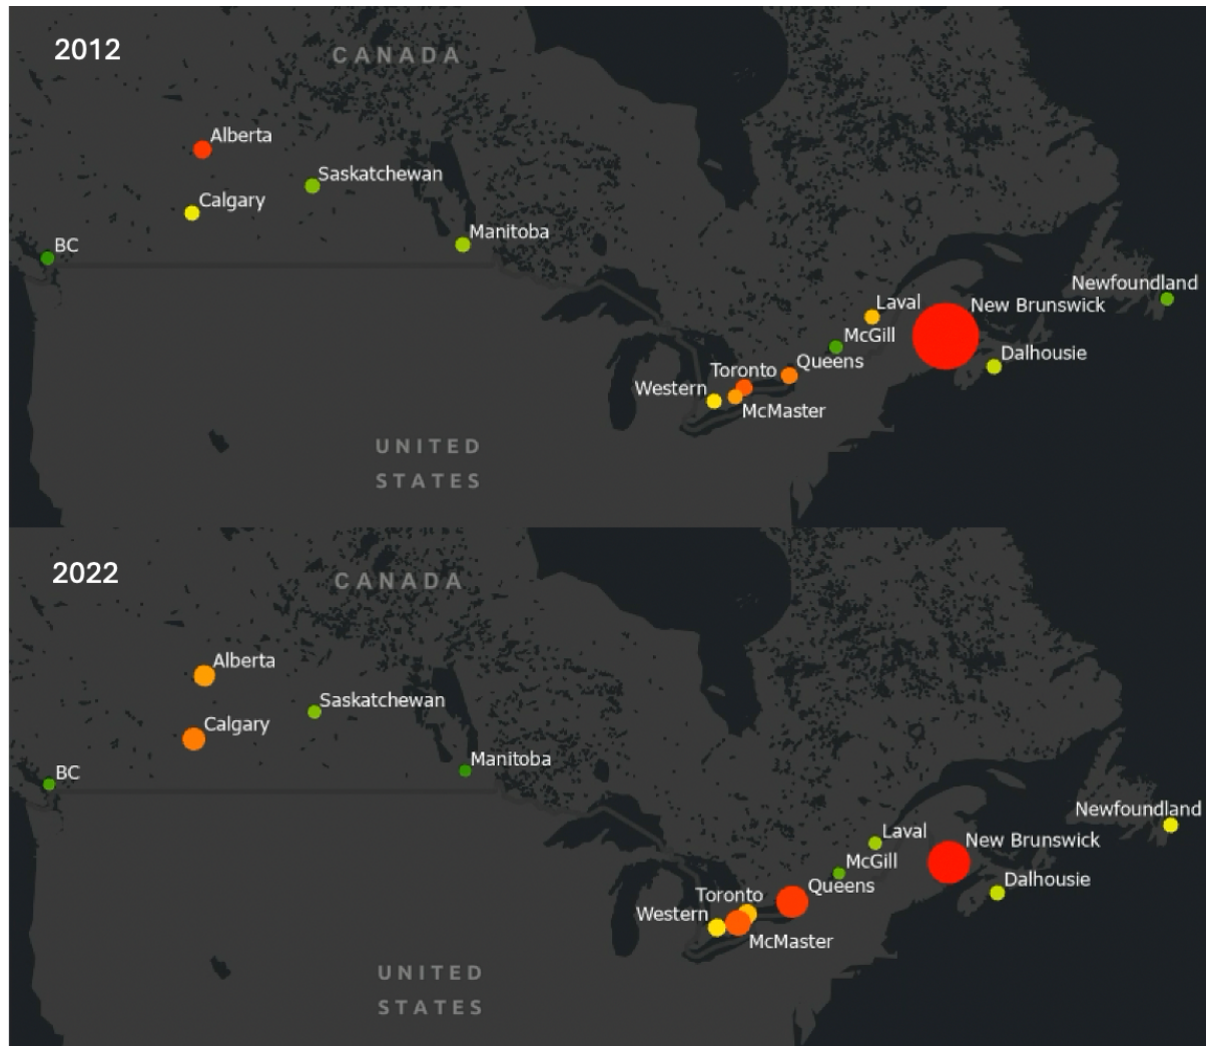 2012
CANADA
Alberta
Saskatchewan
Calgary
Manitoba
BC
Newfoundland
Laval
New Brunswick
McGill
Dalhousie
Queens
Toronto
Western
McMaster
UNITED
STATES
2022
CANADA
Alberta
Saskatchewan
Calgary
Manitoba
BC
Newfoundland
Laval
New Brunswick
McGill
Dalhousie
Queens
Toronto
Western
McMaster
UNITED
STATES